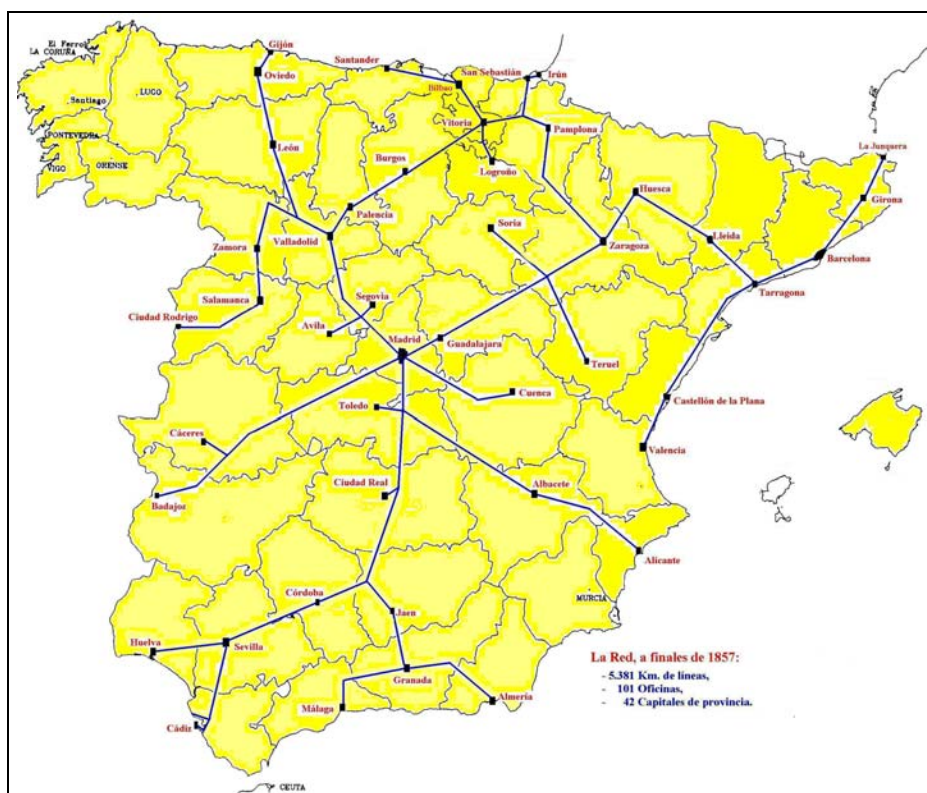 Gijón
El Ferrol
LA CORUÑA
Oviedo
Santander
San Sebastián
Irún
Bilbao
LUGO
Santiago
Vitoria
Pamplona
PONTEVEDRA
León
La Junquera
VIGO
ORENSE
Burgos
Logroño
Huesca
Girona
Palencia
Soria
Zamora
Valladolid
Zaragoza
Lleida
Barcelona
Tarragona
Salamanca
Segovia
Ciudad Rodrigo
Avila
Madrid
Guadalajara
Teruel
Cuenca
Toledo
Castellón de la Plana
Cáceres
Valencia
Ciudad Real
Albacete
Badajoz
Alicante
Córdoba
MURCIA
Jaen
Huelva
Sevilla
La Red, a finales de 1857:
- 5.381 Km. de líneas,
- 101 Oficinas,
- 42 Capitales de provincia.
Granada
Almería
Málaga
Cádiz
CEUTA